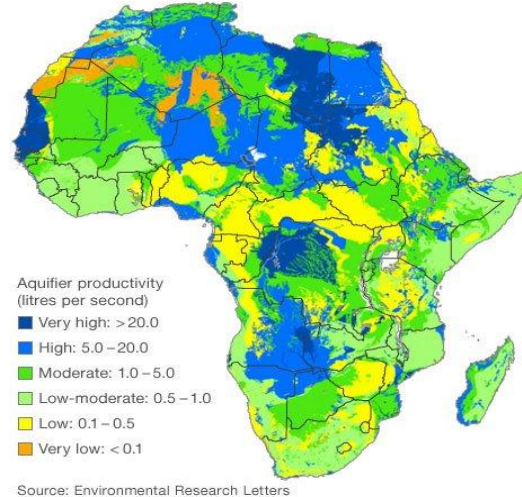 Aquifier productivity
(litres per second)
Very high: >20.0
High: 5.0–20.0
Moderate: 1.0–5.0
Low-moderate: 0.5–1.0
Low: 0.1–0.5
Very low: <0.1
Source: Environmental Research Letters